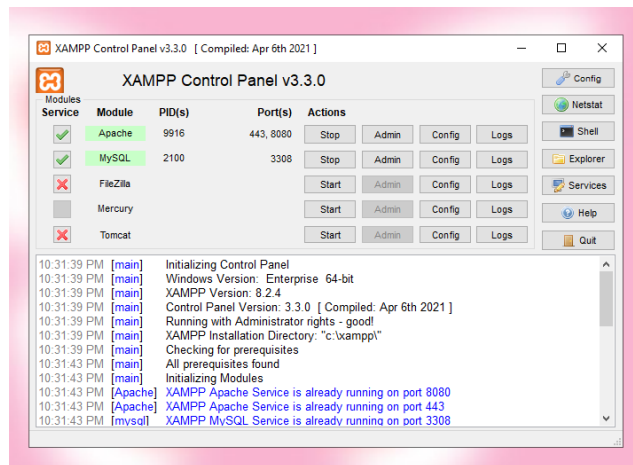 XAMPP Control Panel v3.3.0 [ Compiled: Apr 6th 2021 ]
XAMPP Control Panel v3.3.0
Config
Modules
Service Module PID(s) Port(s) Actions
Netstat
Apache 9916 443, 8080 Stop Admin Config Logs
Shell
MySQL 2100 3308 Stop Admin Config Logs
Explorer
FileZilla Start Admin Config Logs
Services
Mercury Start Admin Config Logs
Help
Tomcat Start Admin Config Logs
Quit
10:31:39 PM [main] Initializing Control Panel
10:31:39 PM [main] Windows Version: Enterprise 64-bit
10:31:39 PM [main] XAMPP Version: 8.2.4
10:31:39 PM [main] Control Panel Version: 3.3.0 [ Compiled: Apr 6th 2021 ]
10:31:39 PM [main] Running with Administrator rights - good!
10:31:39 PM [main] XAMPP Installation Directory: "c:\xampp\"
10:31:39 PM [main] Checking for prerequisites
10:31:43 PM [main] All prerequisites found
10:31:43 PM [main] Initializing Modules
10:31:43 PM [Apache] XAMPP Apache Service is already running on port 8080
10:31:43 PM [Apache] XAMPP Apache Service is already running on port 443
10:31:43 PM [mysql] XAMPP MySQL Service is already running on port 3308